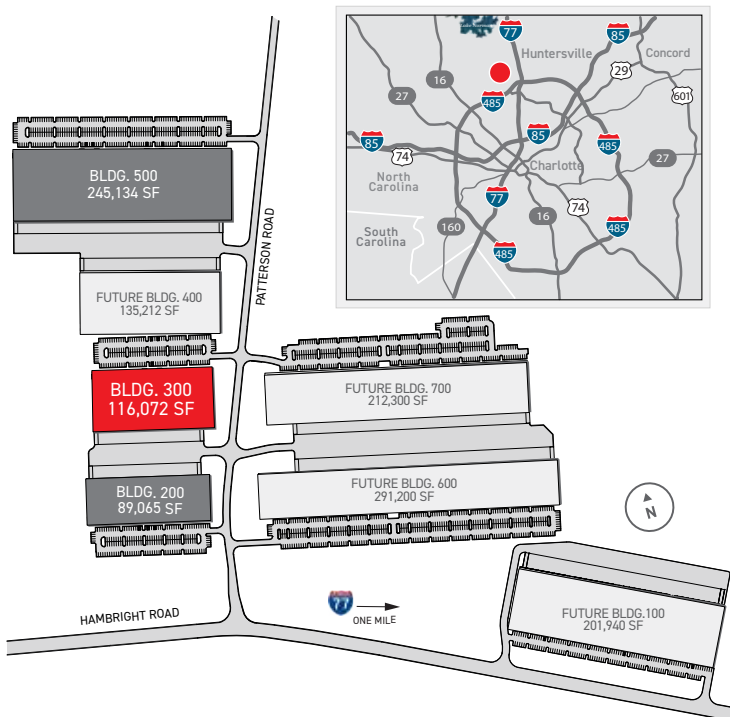 77
85
Huntersville
Concord
29
16
27
485
601
85
85
74
485
27
Charlotte
North
Carolina
77
74
16
South
Carolina
160
485
485
BLDG. 500
245,134 SF
PATTERSON ROAD
FUTURE BLDG. 400
135,212 SF
BLDG. 300
116,072 SF
FUTURE BLDG. 700
212,300 SF
BLDG. 200
89,065 SF
FUTURE BLDG. 600
291,200 SF
N
HAMBRIGHT ROAD
77
ONE MILE
FUTURE BLDG.100
201,940 SF